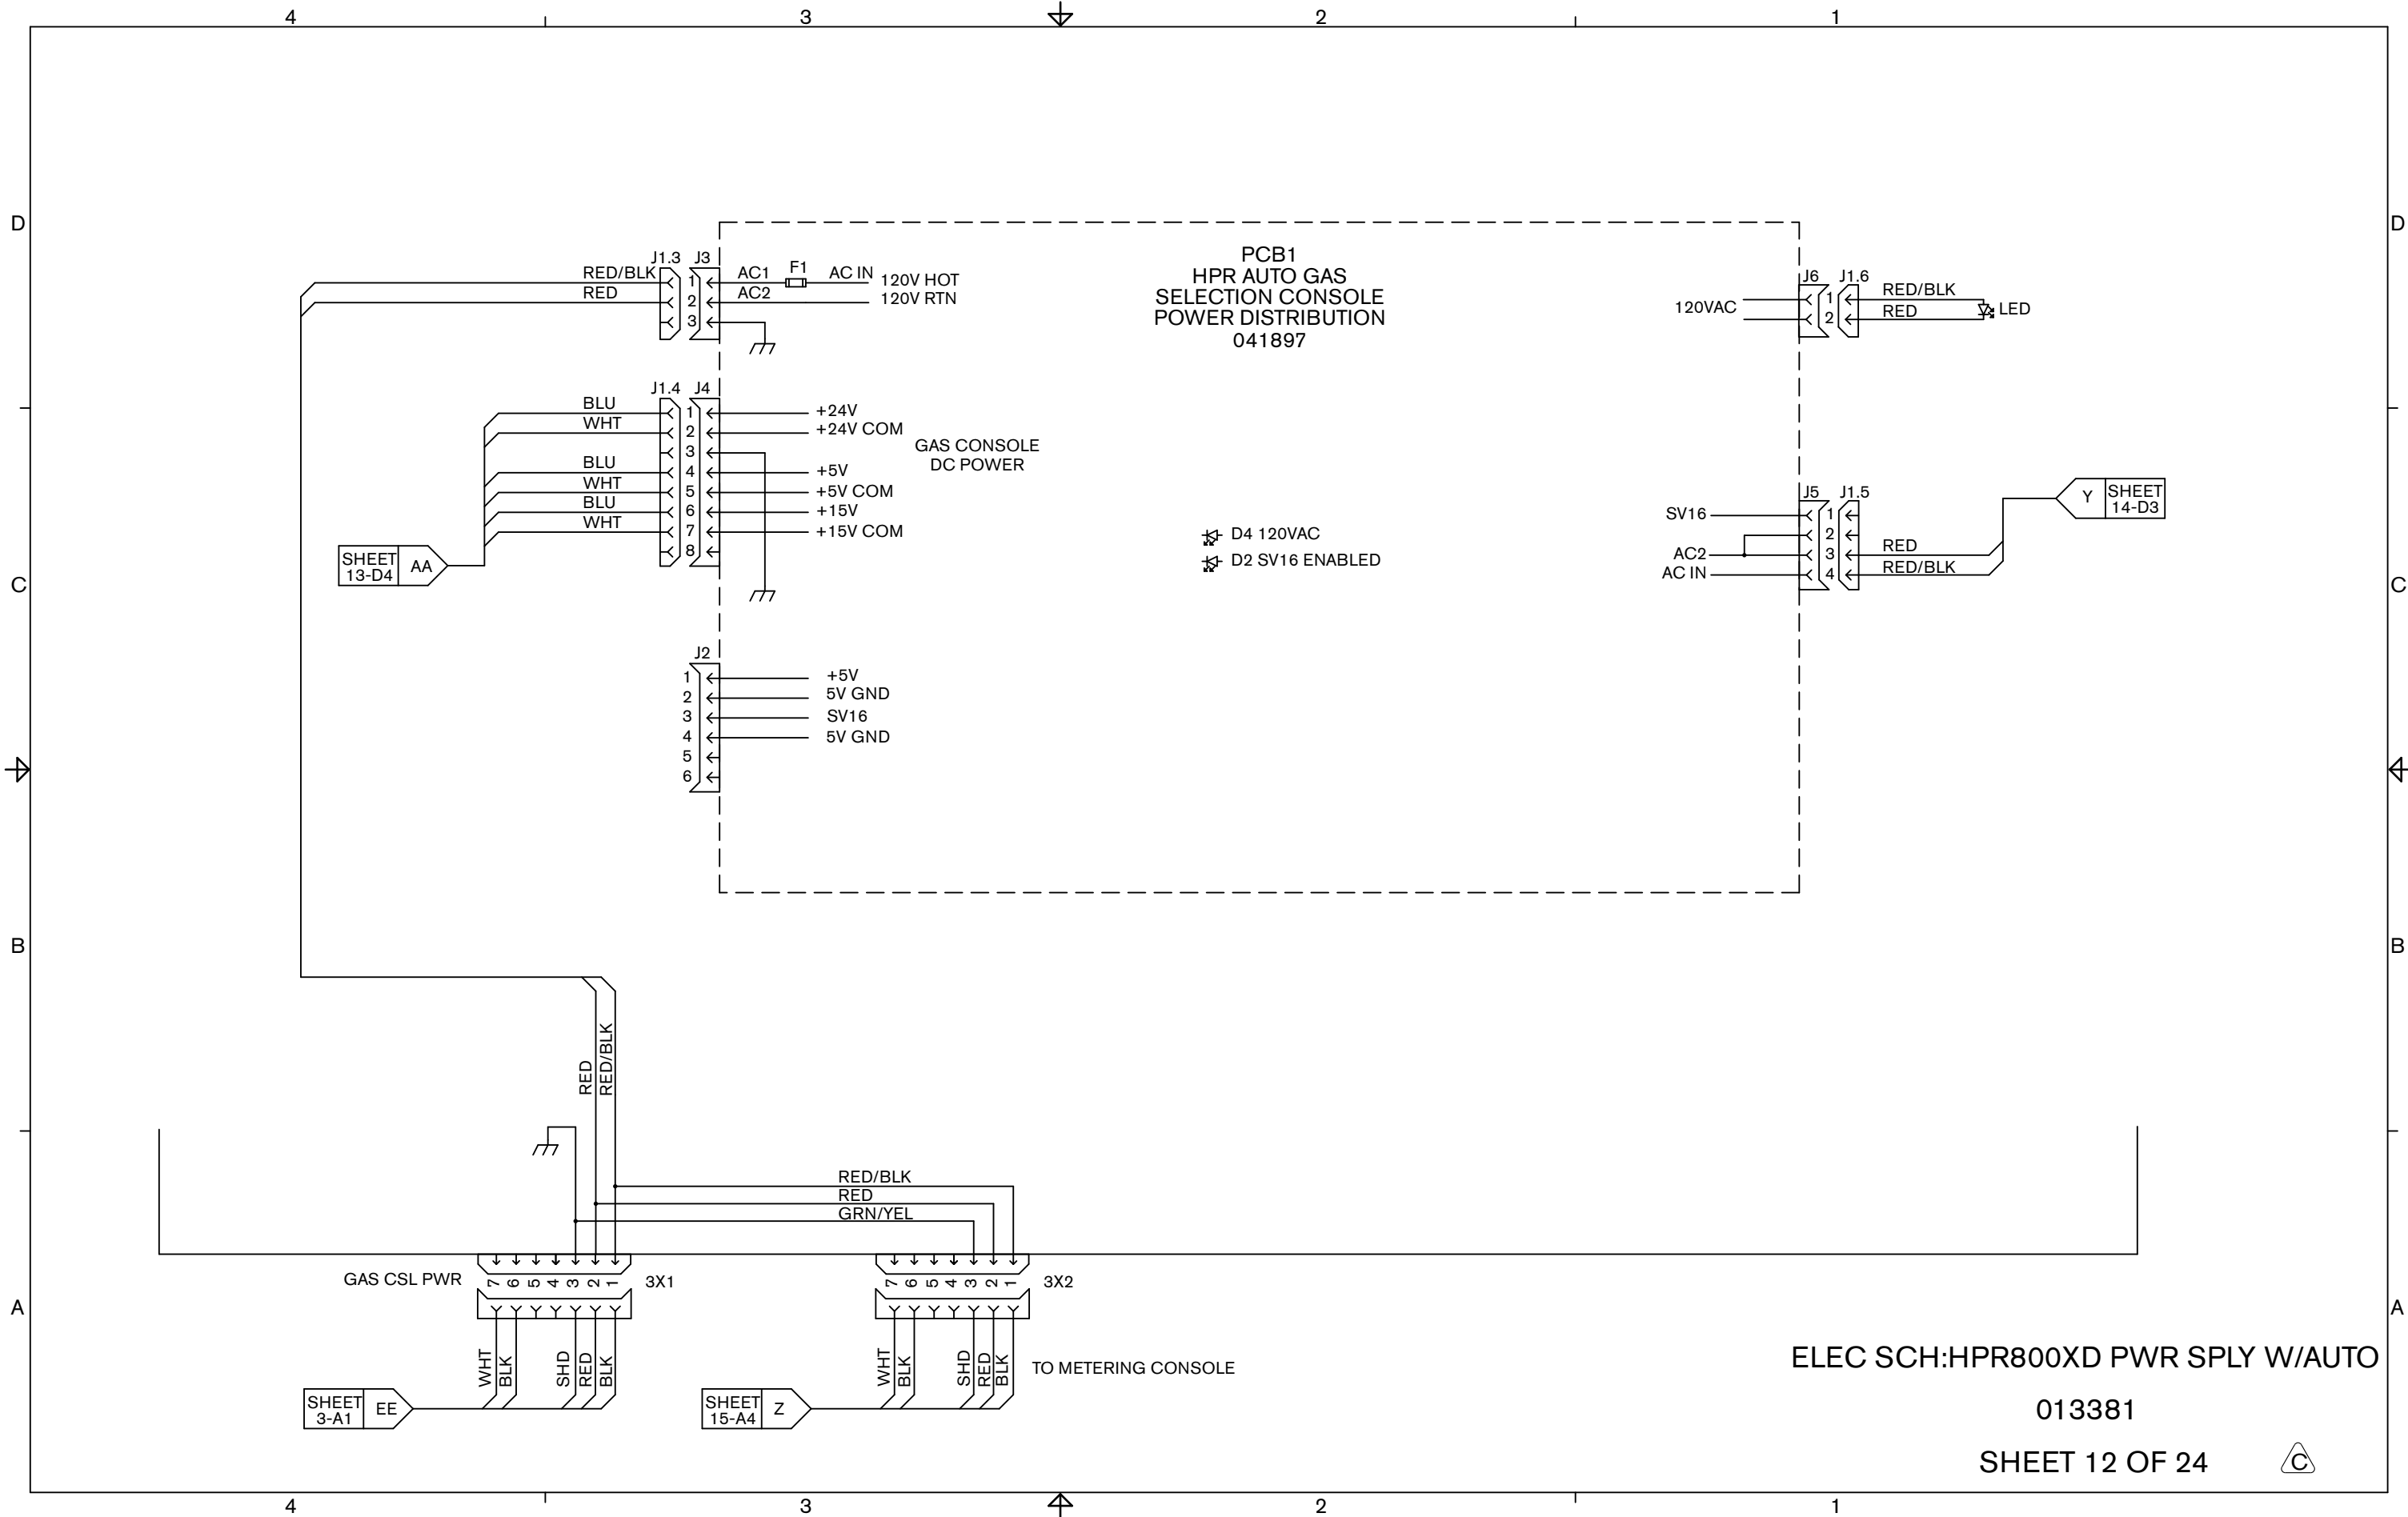 4 3 2 1
D D
PCB1
HPR AUTO GAS
SELECTION CONSOLE
POWER DISTRIBUTION
041897
J1.3 J3
RED/BLK 1 AC1 F1 AC IN 120V HOT
RED 2 AC2 120V RTN
3
J6 J1.6
120VAC
1 RED/BLK
2 RED
LED
J1.4 J4
BLU 1 +24V
WHT 2 +24V COM
3
BLU 4 +5V
WHT 5 +5V COM
BLU 6 +15V
WHT 7 +15V COM
8
GAS CONSOLE
DC POWER
SHEET
13-D4
AA
D4 120VAC
D2 SV16 ENABLED
J5 J1.5
SV16 1
2
AC2 3 RED
AC IN 4 RED/BLK
Y
SHEET
14-D3
C C
J2
1 +5V
2 5V GND
3 SV16
4 5V GND
5
6
B B
RED
RED/BLK
RED/BLK
RED
GRN/YEL
GAS CSL PWR
7 6 5 4 3 2 1
3X1
7 6 5 4 3 2 1
3X2
A A
WHT
BLK
SHD
RED
BLK
WHT
BLK
SHD
RED
BLK
TO METERING CONSOLE
SHEET
3-A1
EE
SHEET
15-A4
Z
ELEC SCH:HPR800XD PWR SPLY W/AUTO
013381
SHEET 12 OF 24
C
4 3 2 1